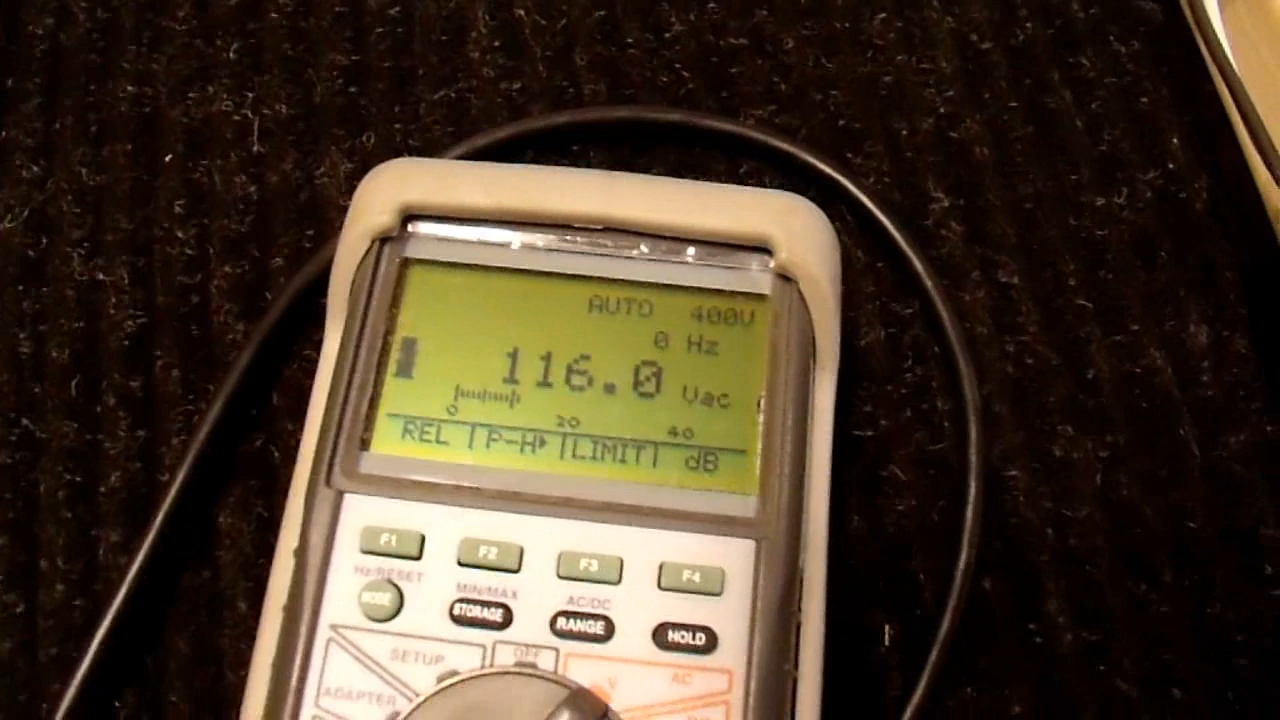 AUTO 400V
0 Hz
116.0 Vac
0 20 40
REL P-H LIMIT dB
F1 F2 F3 F4
Hz/RESET MIN/MAX AC/DC
MODE STORAGE RANGE HOLD
SETUP OFF V AC
ADAPTER